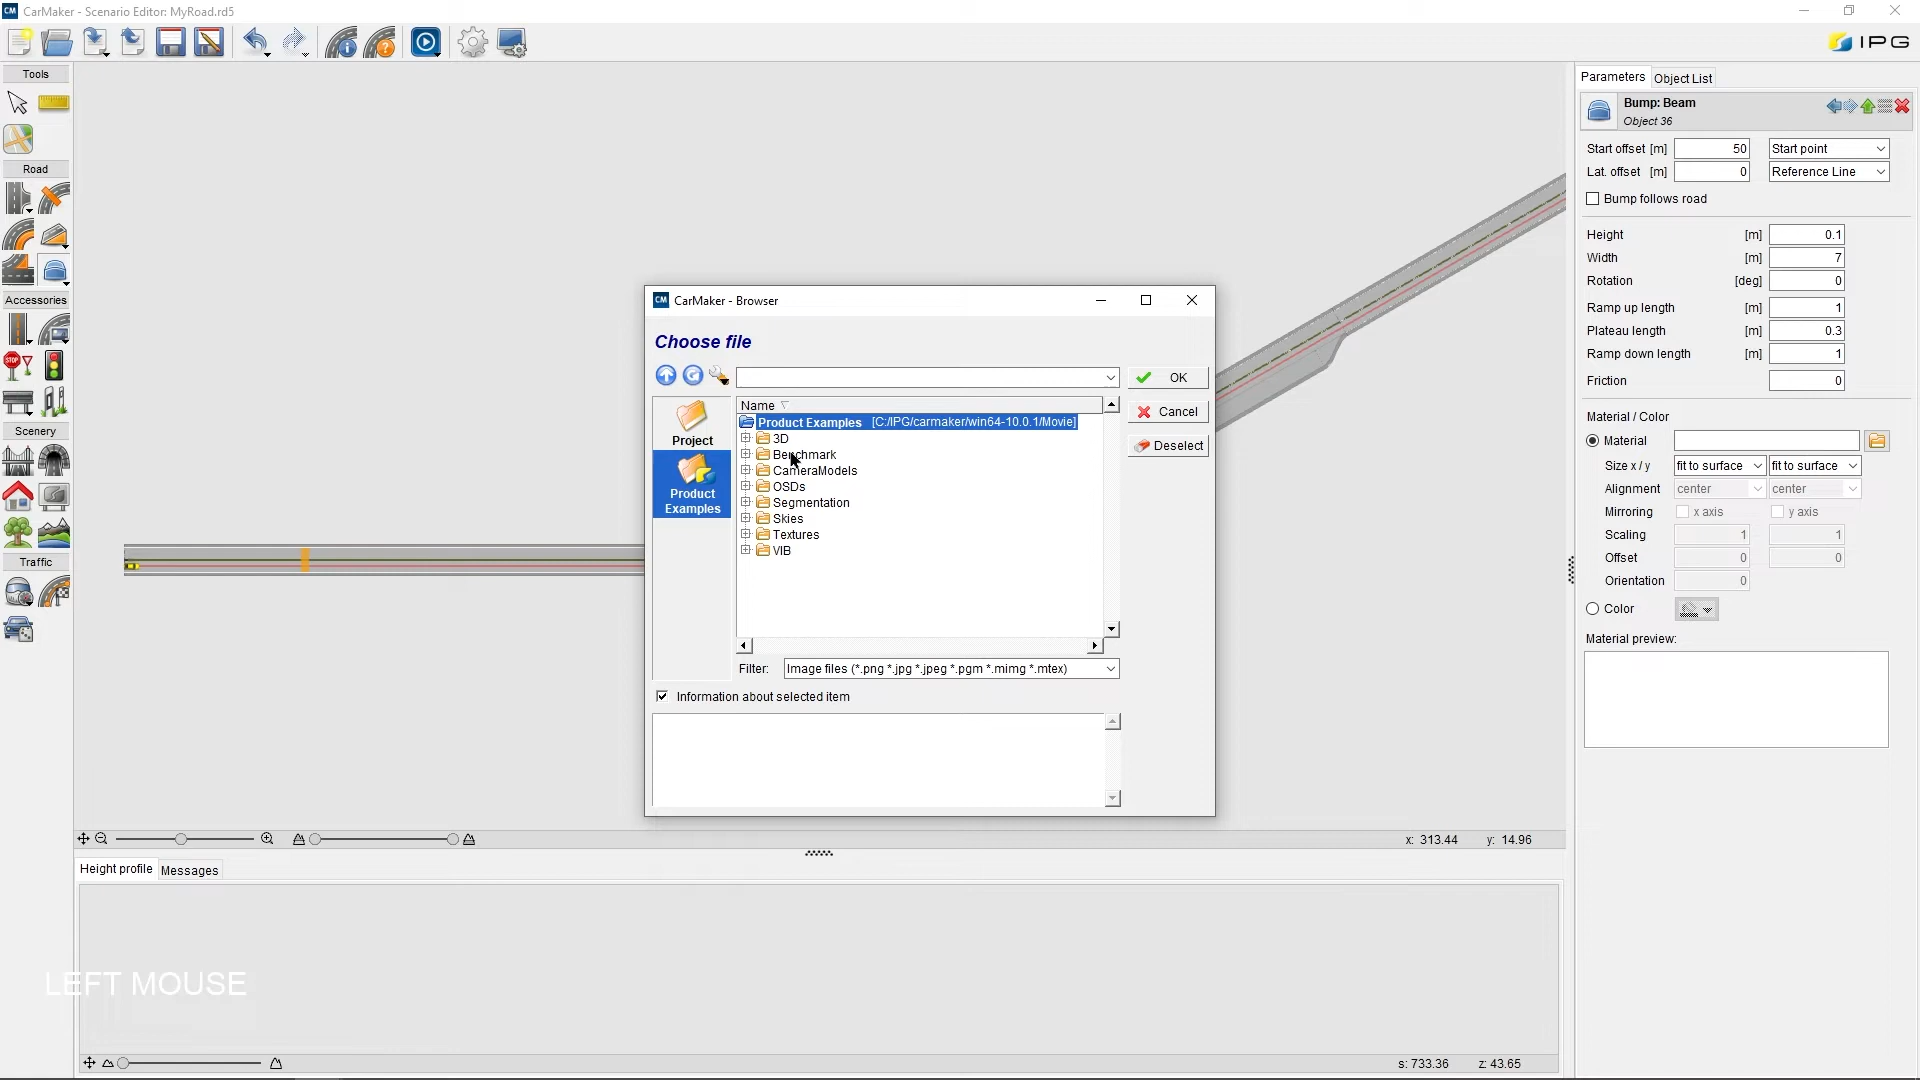 CM CarMaker - Scenario Editor: MyRoad.rd5
IPG
Tools
Road
Accessories
STOP
Scenery
Traffic
Parameters Object List
Bump: Beam
Object 36
Start offset [m] 50 Start point
Lat. offset [m] 0 Reference Line
Bump follows road
Height [m] 0.1
Width [m] 7
Rotation [deg] 0
Ramp up length [m] 1
Plateau length [m] 0.3
Ramp down length [m] 1
Friction 0
Material / Color
Material
Size x / y fit to surface fit to surface
Alignment center center
Mirroring x axis y axis
Scaling 1 1
Offset 0 0
Orientation 0
Color
Material preview:
CM CarMaker - Browser
Choose file
OK
Cancel
Deselect
Project
Product
Examples
Name
Product Examples [C:/IPG/carmaker/win64-10.0.1/Movie]
3D
Benchmark
CameraModels
OSDs
Segmentation
Skies
Textures
VIB
Filter: Image files (*.png *.jpg *.jpeg *.pgm *.mimg *.mtex)
Information about selected item
x: 313.44 y: 14.96
Height profile Messages
LEFT MOUSE
s: 733.36 z: 43.65